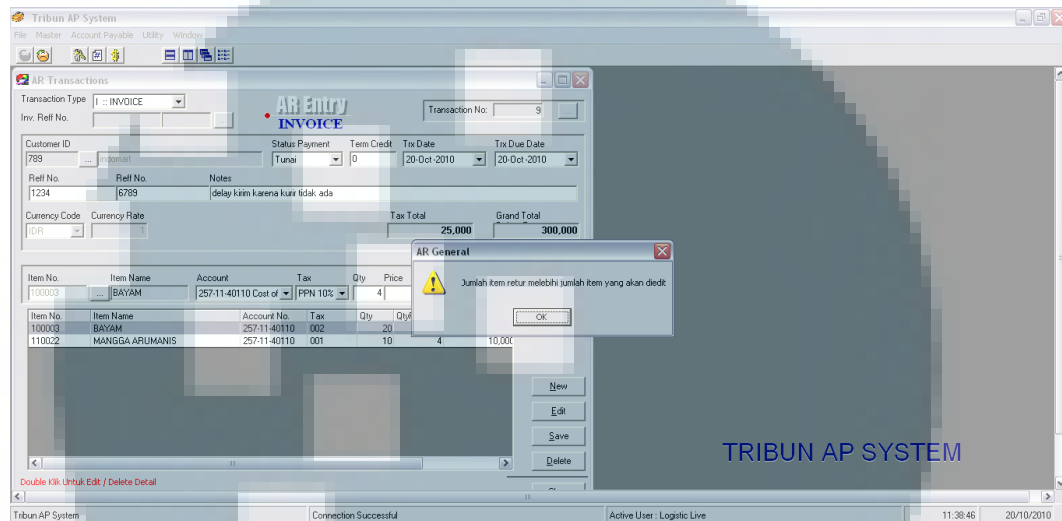 Tribun AP System
File Master Account Payable Utility Window
AR Transactions
Transaction Type I :: INVOICE
AR Entry
INVOICE
Transaction No: 9
Inv. Reff No.
Customer ID Status Payment Term Credit Trx Date Trx Due Date
789 ... indomart Tunai 0 20-Oct-2010 20-Oct-2010
Reff No. Reff No. Notes
1234 6789 delay kirim karena kurir tidak ada
Currency Code Currency Rate Tax Total Grand Total
IDR 1 25,000 300,000
AR General
Jumlah item retur melebihi jumlah item yang akan diedit
OK
Item No. Item Name Account Tax Qty Price
100003 ... BAYAM 257-11-40110 Cost of PPN 10% 4
Item No. Item Name Account No. Tax Qty
100003 BAYAM 257-11-40110 002 20
110022 MANGGA ARUMANIS 257-11-40110 001 10 4 10,000
New
Edit
Save
Delete
TRIBUN AP SYSTEM
Double Klik Untuk Edit / Delete Detail
Tribun AP System Connection Successful Active User : Logistic Live 11:38:46 20/10/2010